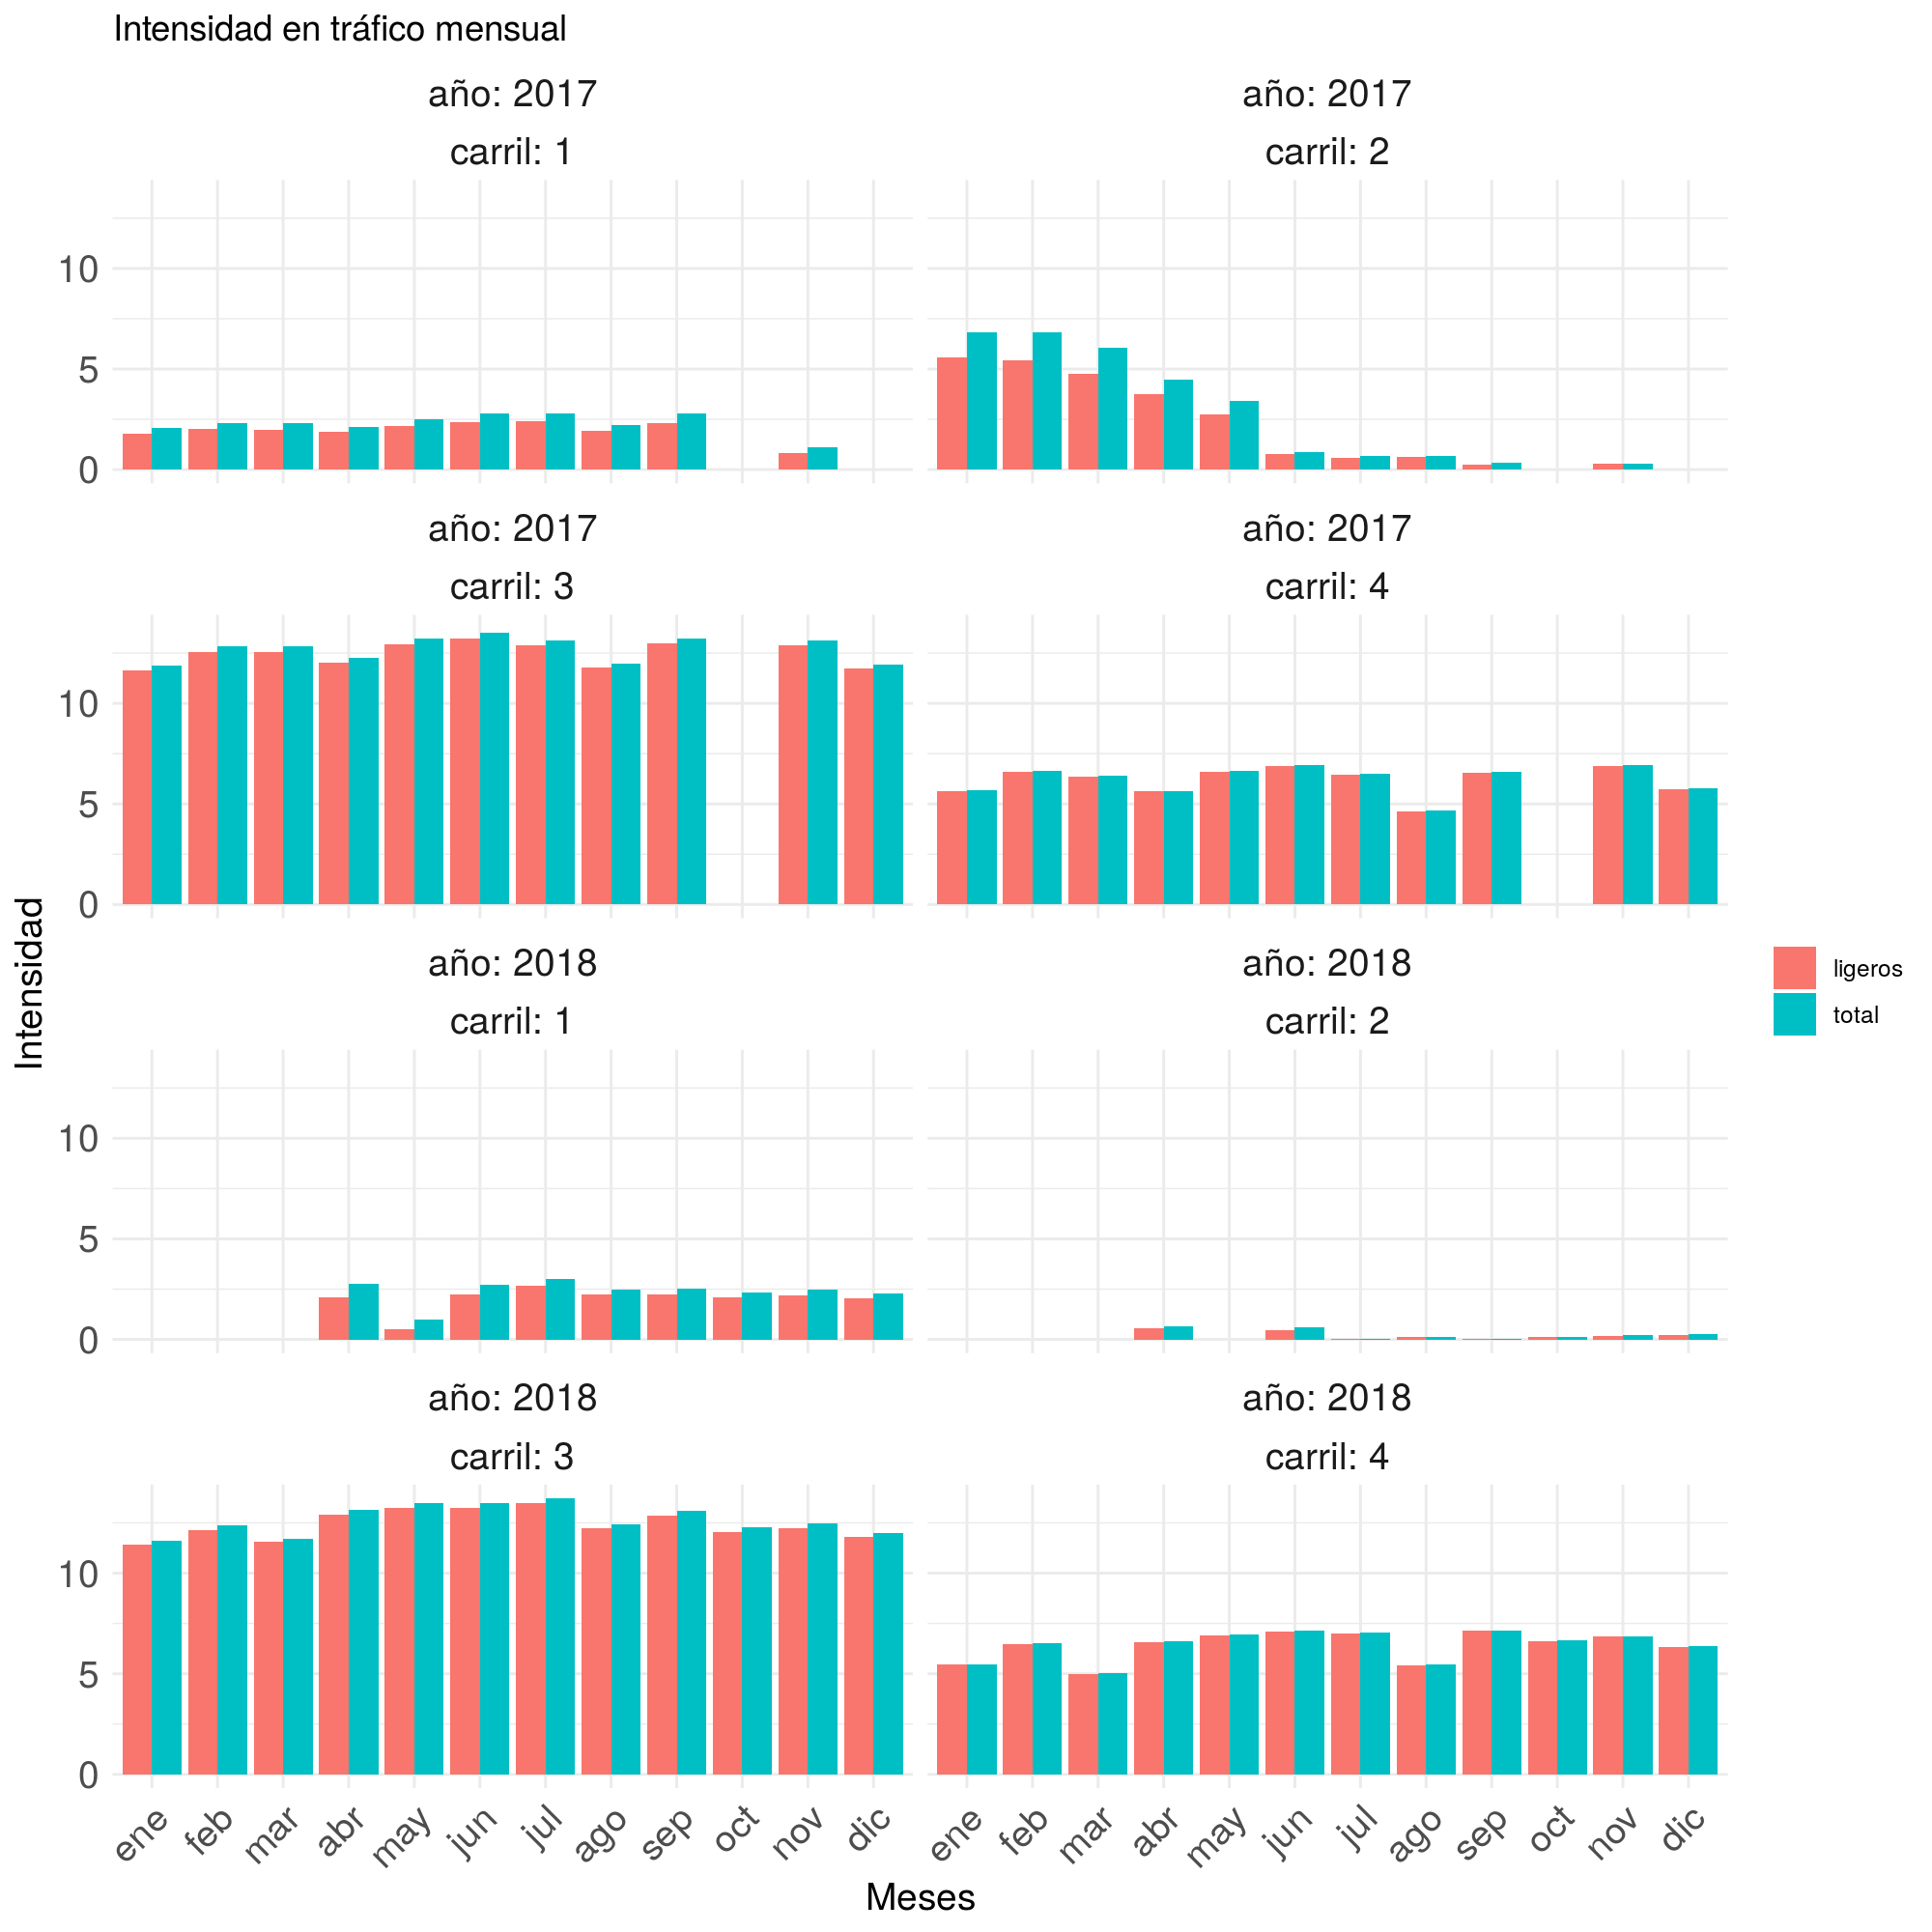 Intensidad en tráfico mensual
año: 2017
carril: 1
año: 2017
carril: 2
10
5
0
año: 2017
carril: 3
año: 2017
carril: 4
10
5
0
año: 2018
carril: 1
año: 2018
carril: 2
10
5
0
año: 2018
carril: 3
año: 2018
carril: 4
10
5
0
ene feb mar abr may jun jul ago sep oct nov dic
ene feb mar abr may jun jul ago sep oct nov dic
Meses
Intensidad
ligeros
total